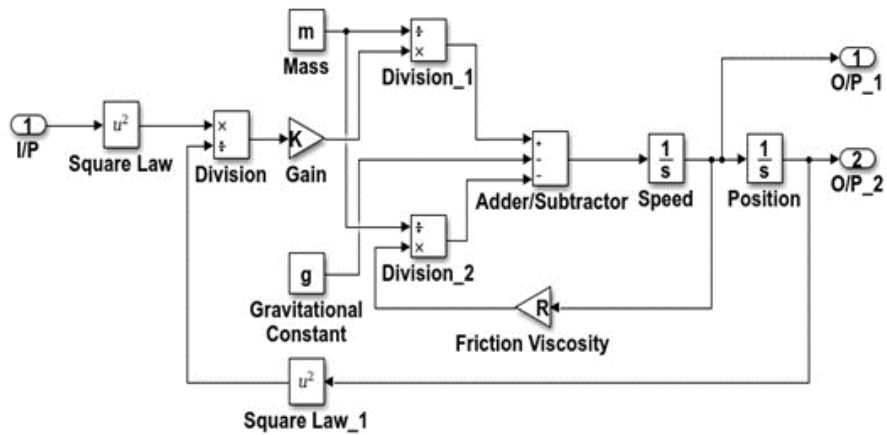 m
Mass
÷
×
Division_1
1
O/P_1
1
I/P
u²
Square Law
×
÷
Division
K
Gain
+
-
-
Adder/Subtractor
1
s
Speed
1
s
Position
2
O/P_2
÷
×
Division_2
g
Gravitational
Constant
R
Friction Viscosity
u²
Square Law_1